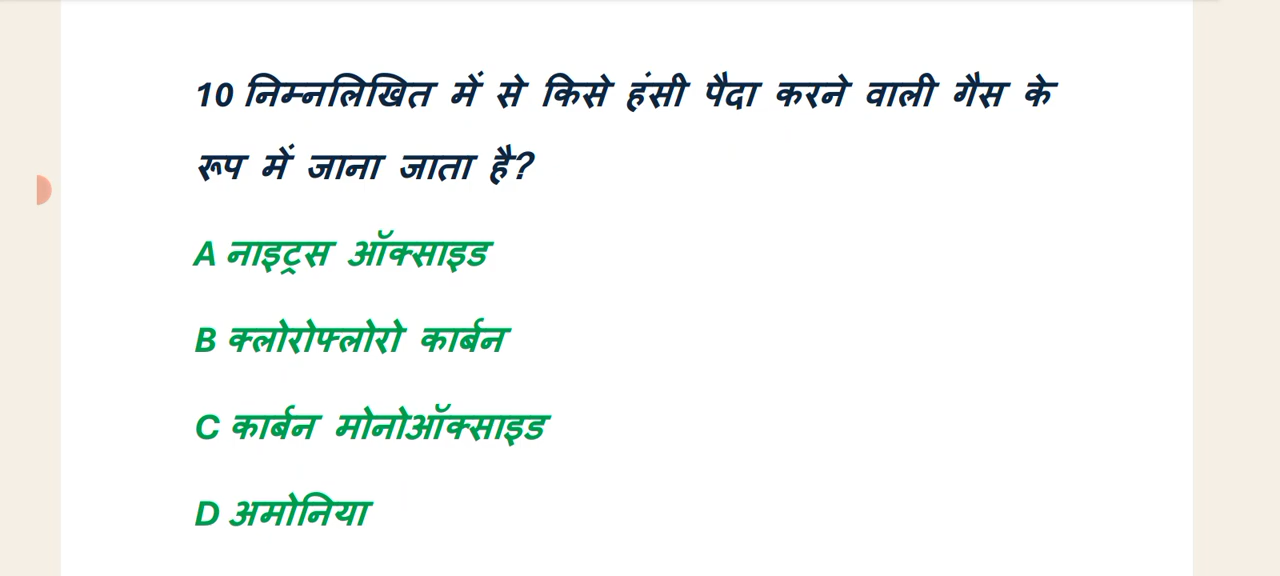 10 निम्नलिखित में से किसे हंसी पैदा करने वाली गैस के
रूप में जाना जाता है?
A नाइट्रस ऑक्साइड
B क्लोरोफ्लोरो कार्बन
C कार्बन मोनोऑक्साइड
D अमोनिया